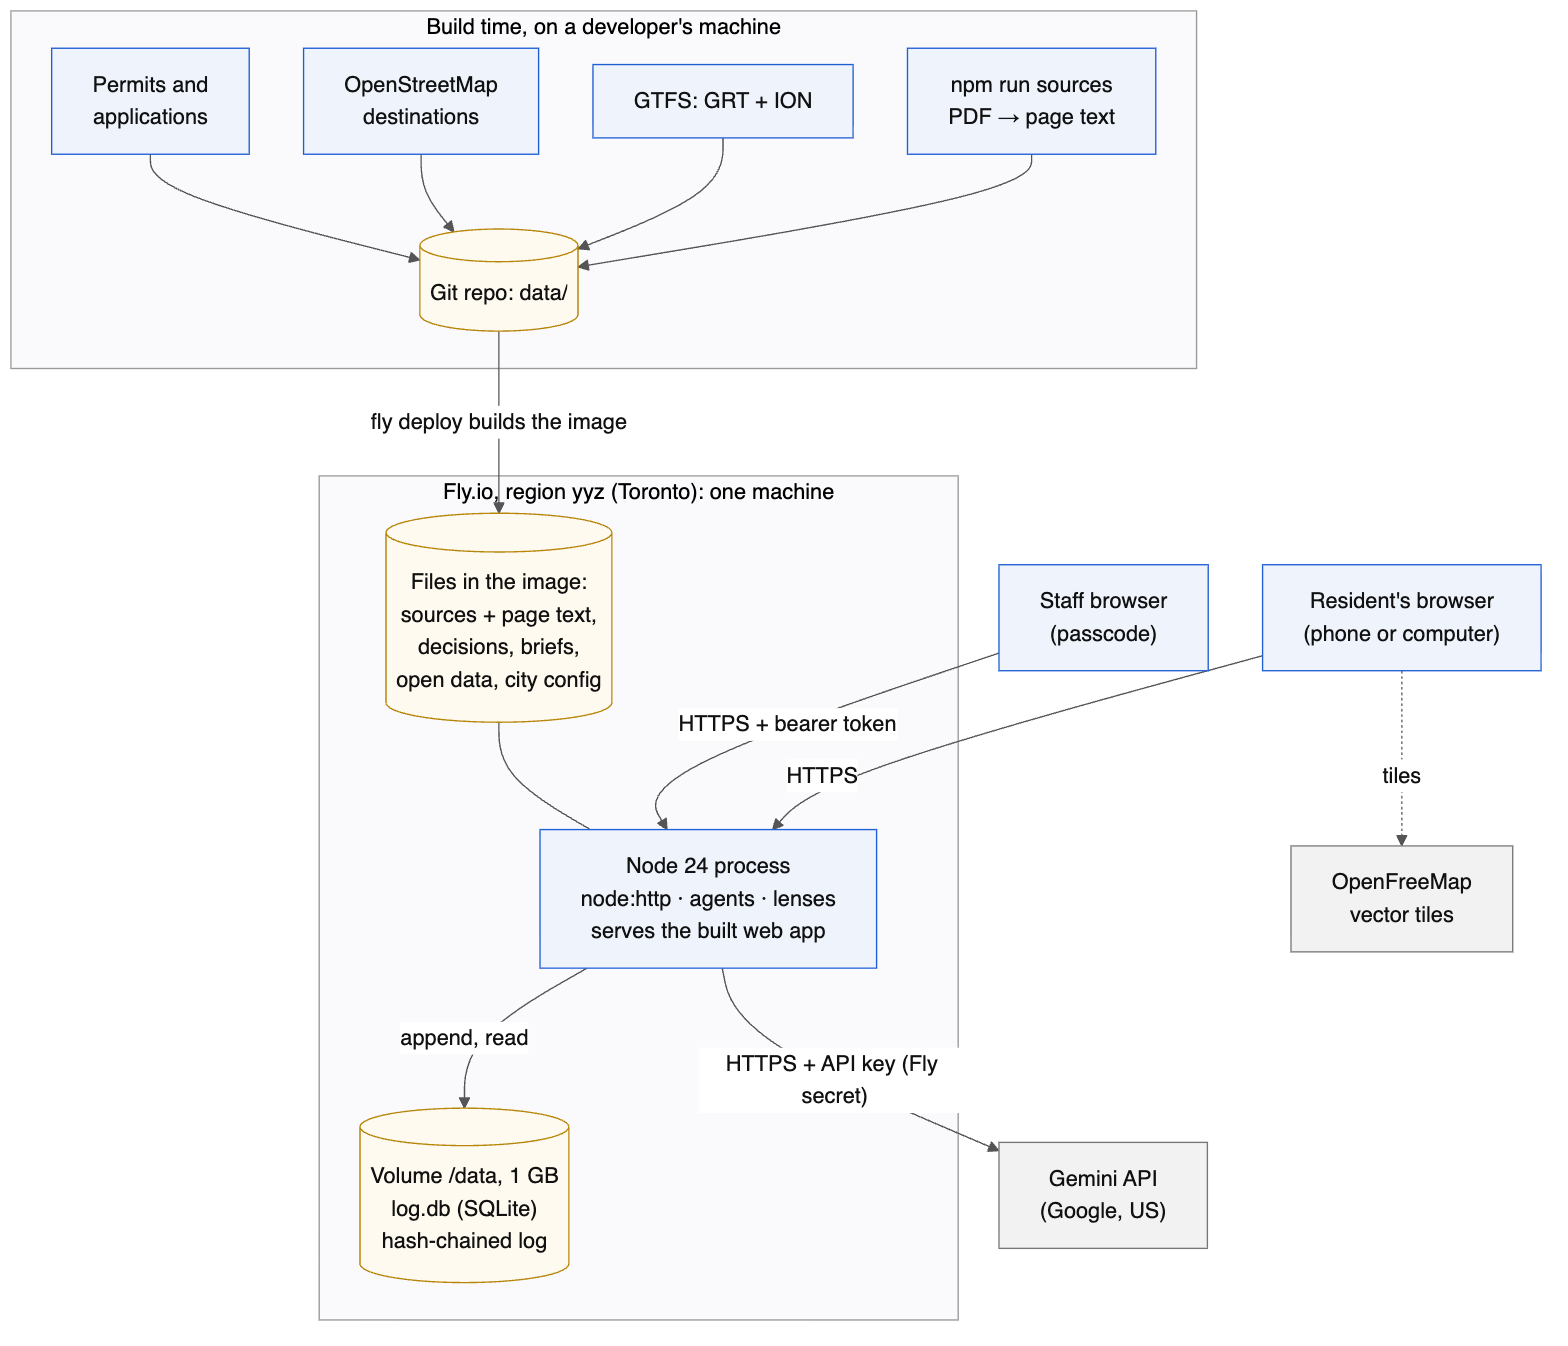 Build time, on a developer's machine
Permits and
applications
OpenStreetMap
destinations
GTFS: GRT + ION
npm run sources
PDF → page text
Git repo: data/
fly deploy builds the image
Fly.io, region yyz (Toronto): one machine
Files in the image:
sources + page text,
decisions, briefs,
open data, city config
Staff browser
(passcode)
Resident's browser
(phone or computer)
HTTPS + bearer token
HTTPS
tiles
Node 24 process
node:http · agents · lenses
serves the built web app
OpenFreeMap
vector tiles
append, read
HTTPS + API key (Fly
secret)
Volume /data, 1 GB
log.db (SQLite)
hash-chained log
Gemini API
(Google, US)